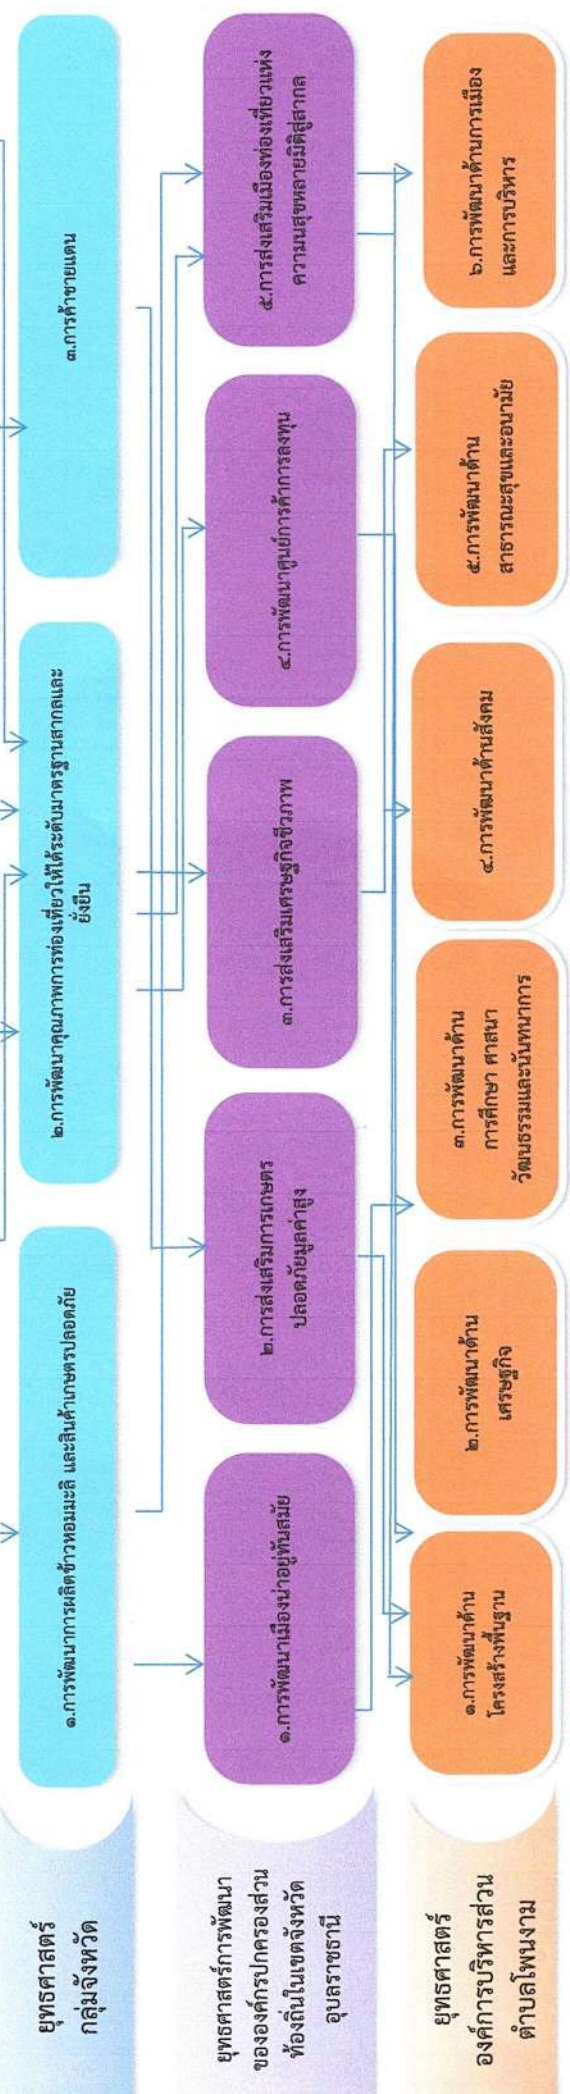 ยุทธศาสตร์
กลุ่มจังหวัด
๑.การพัฒนาการผลิตข้าวหอมมะลิ และสินค้าเกษตรปลอดภัย
๒.การพัฒนาคุณภาพการท่องเที่ยวให้ได้ระดับมาตรฐานสากลและ
ยั่งยืน
๓.การค้าชายแดน
ยุทธศาสตร์การพัฒนา
ขององค์กรปกครองส่วน
ท้องถิ่นในเขตจังหวัด
อุบลราชธานี
๑.การพัฒนาเมืองน่าอยู่ทันสมัย
๒.การส่งเสริมการเกษตร
ปลอดภัยมูลค่าสูง
๓.การส่งเสริมเศรษฐกิจชีวภาพ
๔.การพัฒนาศูนย์การค้าการลงทุน
๕.การส่งเสริมเมืองท่องเที่ยวแห่ง
ความนสุขหลายมิติสู่สากล
ยุทธศาสตร์
องค์การบริหารส่วน
ตำบลโพนงาม
๑.การพัฒนาด้าน
โครงสร้างพื้นฐาน
๒.การพัฒนาด้าน
เศรษฐกิจ
๓.การพัฒนาด้าน
การศึกษา ศาสนา
วัฒนธรรมและนันทนาการ
๔.การพัฒนาด้านสังคม
๕.การพัฒนาด้าน
สาธารณะสุขและอนามัย
๖.การพัฒนาด้านการเมือง
และการบริหาร